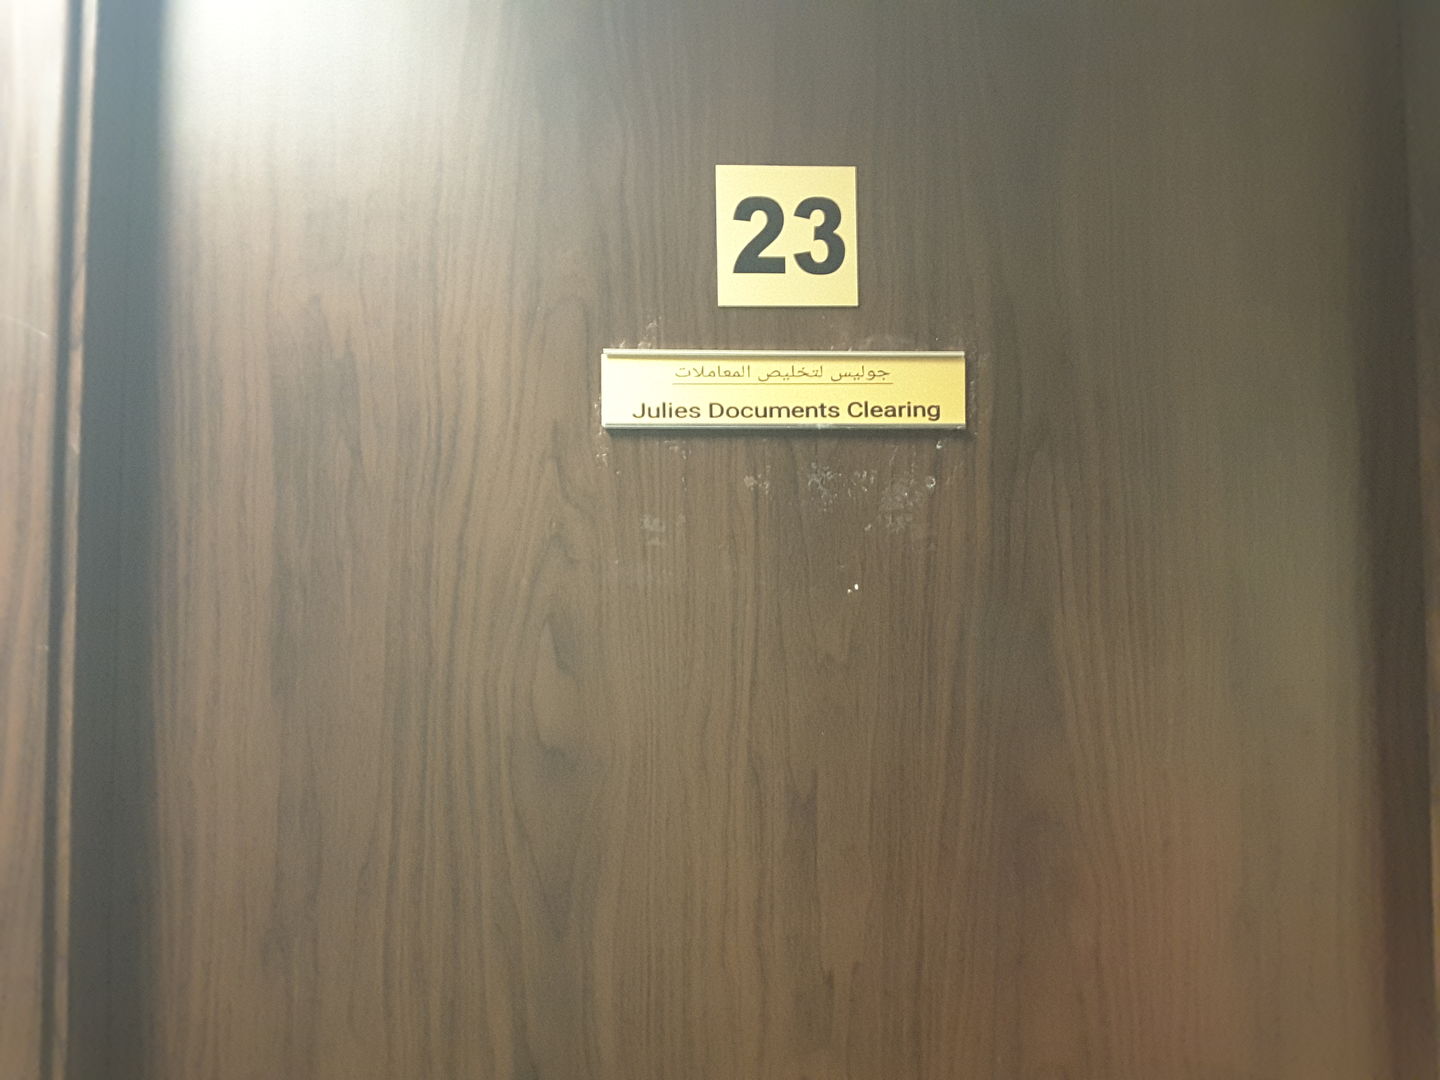 23
جوليس لتخليص المعاملات
Julies Documents Clearing